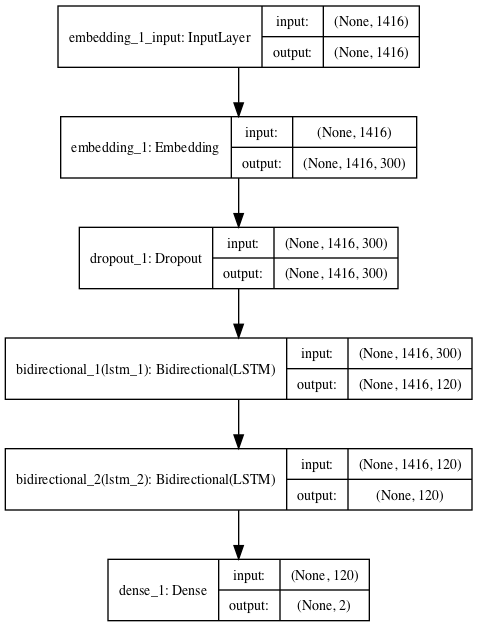 embedding_1_input: InputLayer
input: (None, 1416)
output: (None, 1416)
embedding_1: Embedding
input: (None, 1416)
output: (None, 1416, 300)
dropout_1: Dropout
input: (None, 1416, 300)
output: (None, 1416, 300)
bidirectional_1(lstm_1): Bidirectional(LSTM)
input: (None, 1416, 300)
output: (None, 1416, 120)
bidirectional_2(lstm_2): Bidirectional(LSTM)
input: (None, 1416, 120)
output: (None, 120)
dense_1: Dense
input: (None, 120)
output: (None, 2)